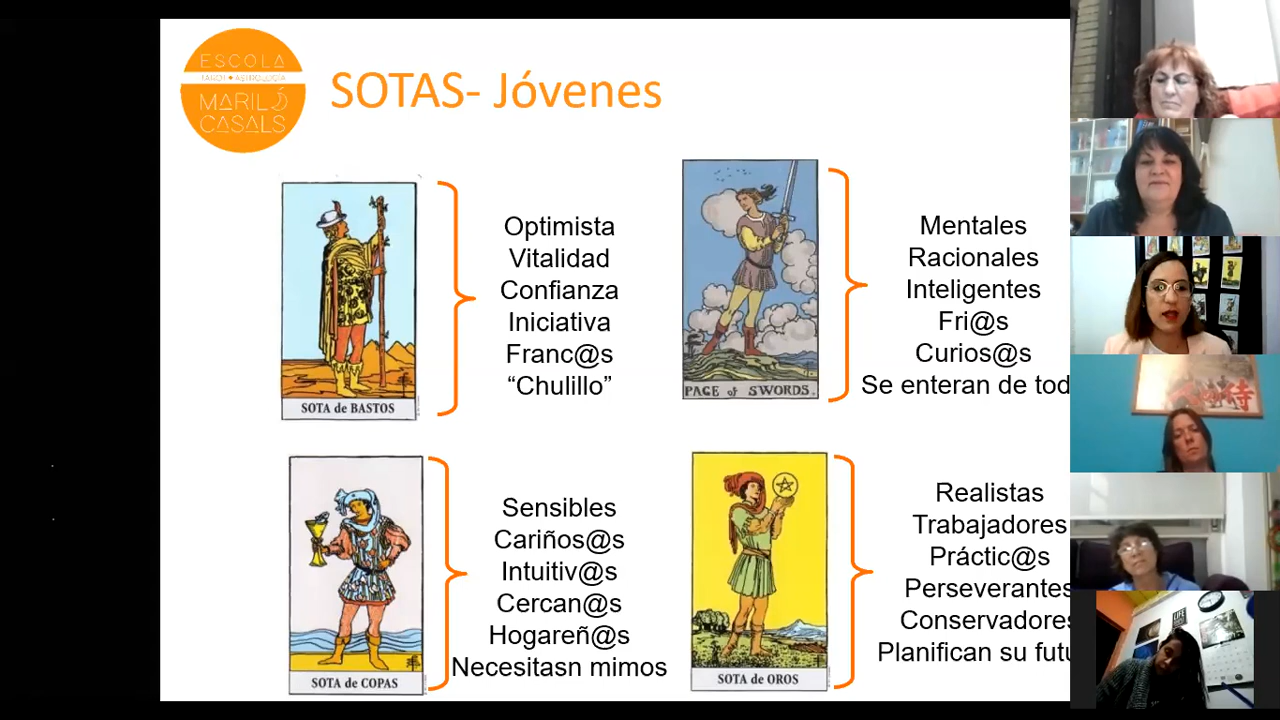 ESCOLA
TAROT • ASTROLOGÍA
MARILÓ
CASALS
SOTAS- Jóvenes
SOTA de BASTOS
Optimista
Vitalidad
Confianza
Iniciativa
Franc@s
“Chulillo”
PAGE of SWORDS.
Mentales
Racionales
Inteligentes
Fri@s
Curios@s
Se enteran de tod
SOTA de COPAS
Sensibles
Cariños@s
Intuitiv@s
Cercan@s
Hogareñ@s
Necesitasn mimos
SOTA de OROS
Realistas
Trabajadores
Práctic@s
Perseverantes
Conservadores
Planifican su futu